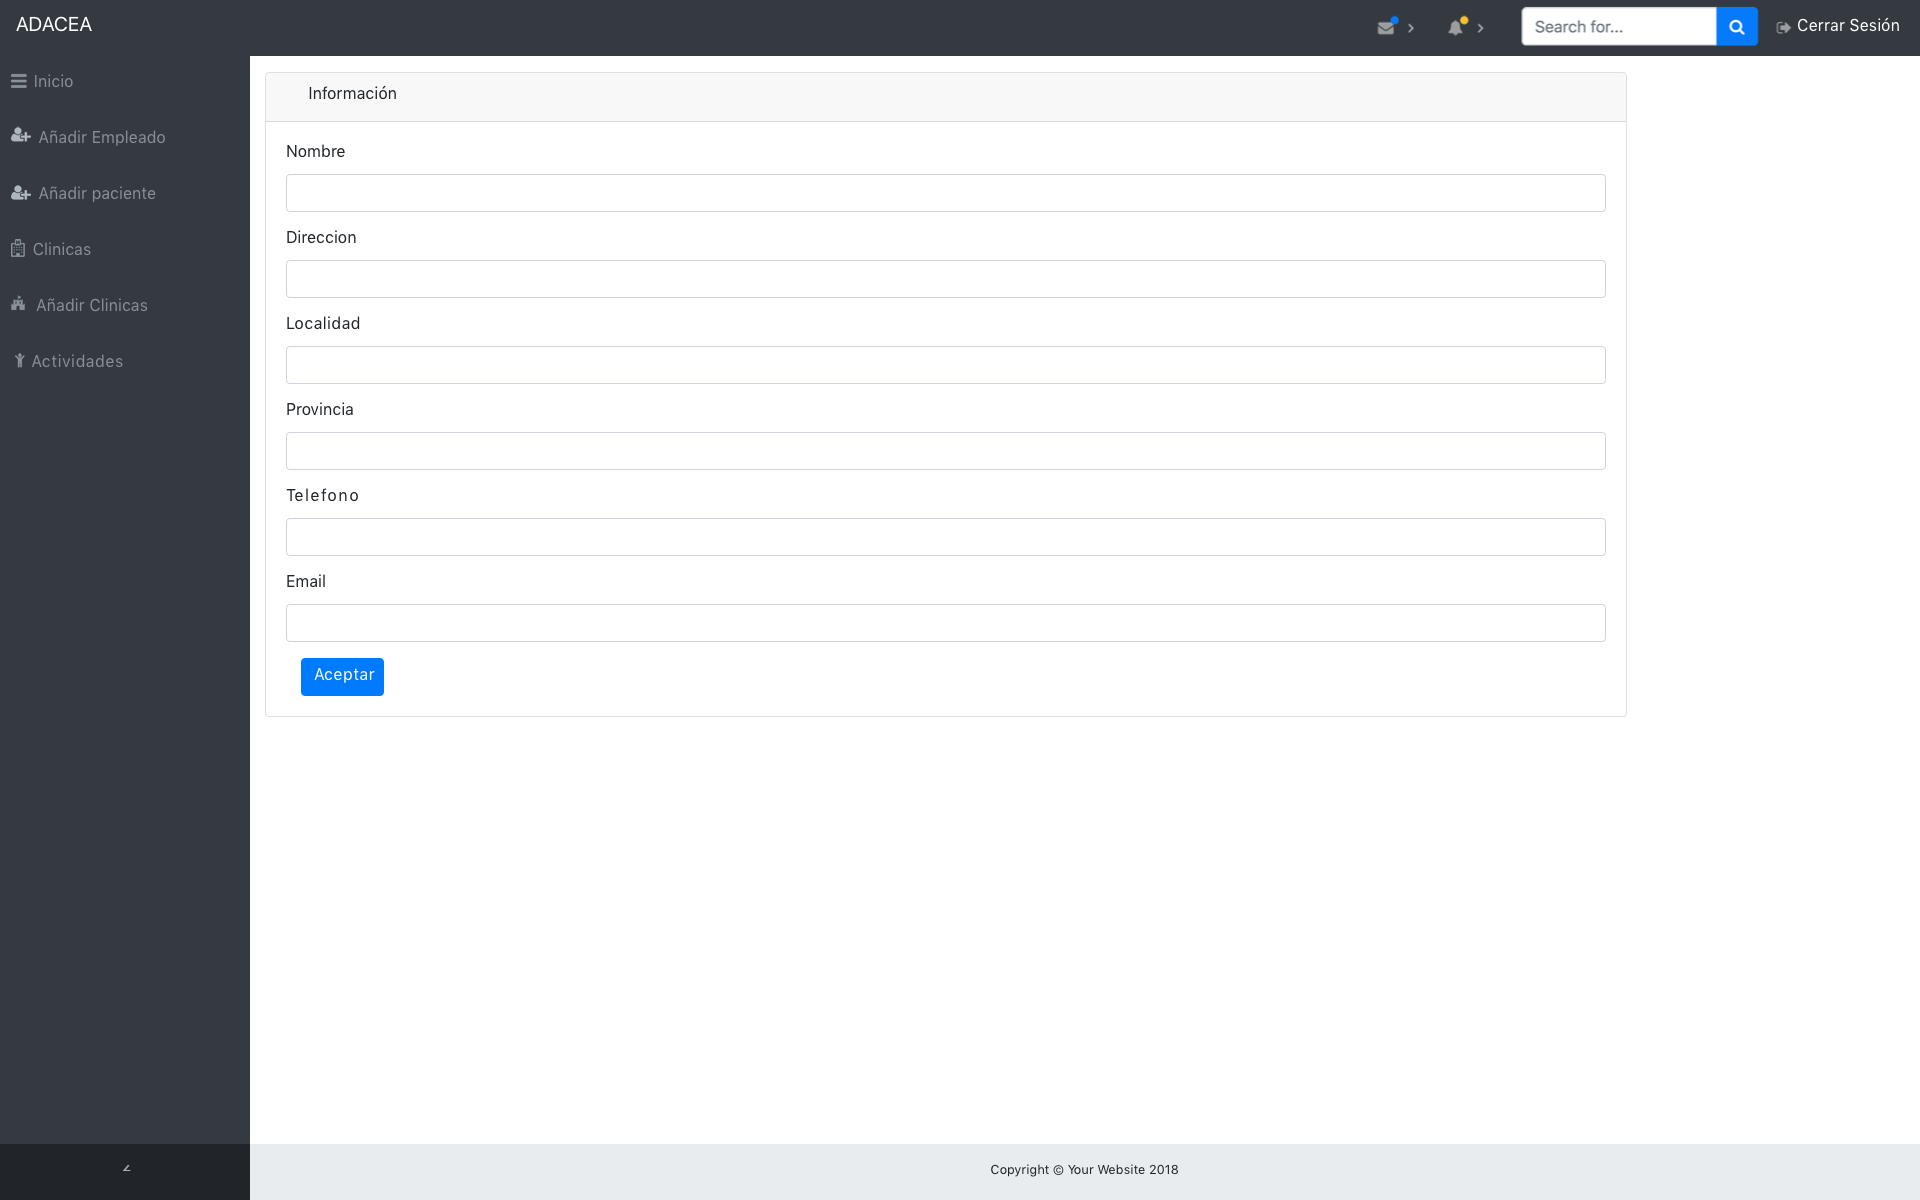 ADACEA
Search for...
Cerrar Sesión
Inicio
Añadir Empleado
Añadir paciente
Clinicas
Añadir Clinicas
Actividades
Información
Nombre
Direccion
Localidad
Provincia
Telefono
Email
Aceptar
Copyright © Your Website 2018